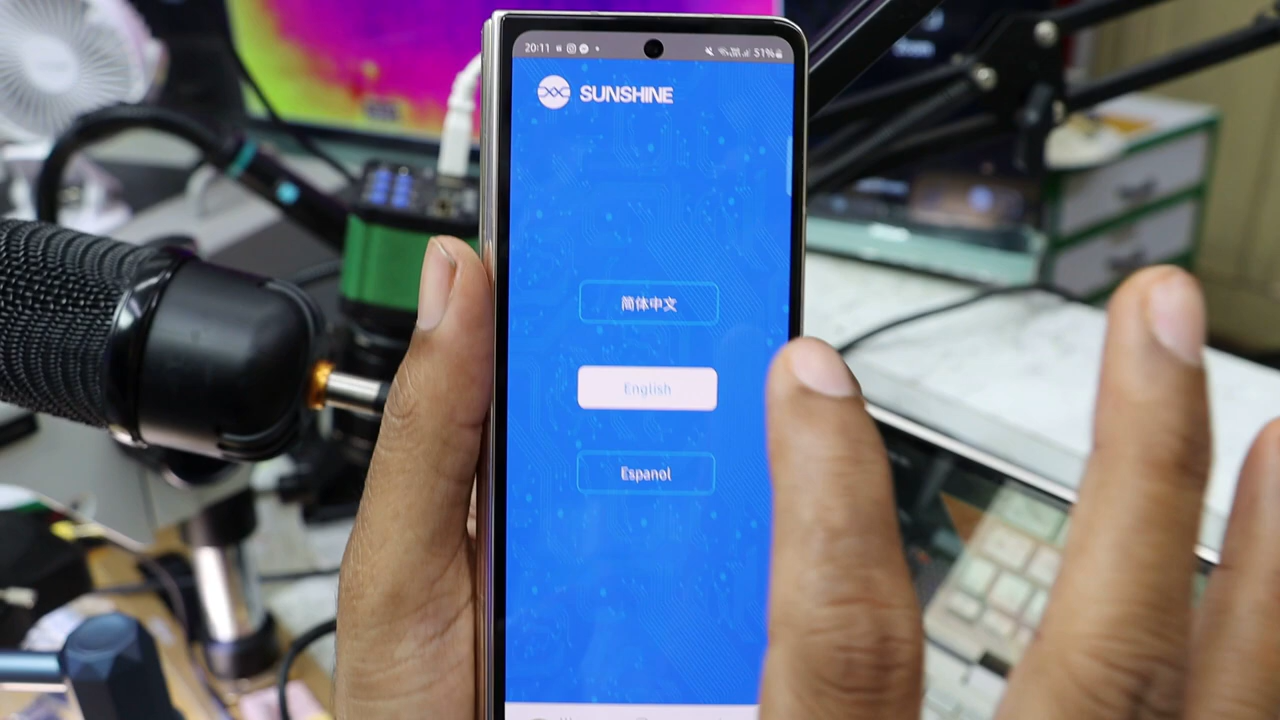 20:11
51%
SUNSHINE
简体中文
English
Espanol